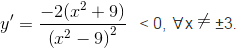 y′ = −2(x² + 9) / (x² − 9)² < 0, ∀x ≠ ±3.